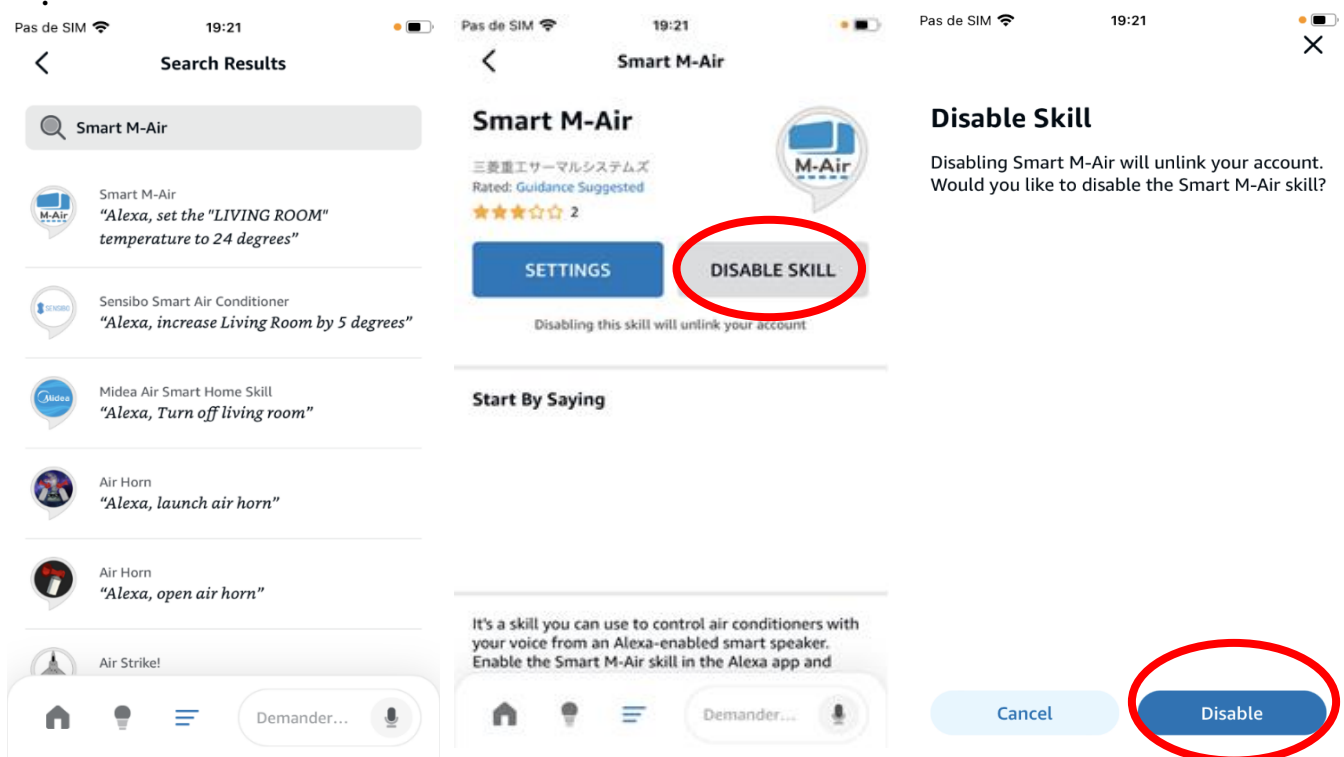 Pas de SIM 19:21
Search Results
Smart M-Air
M-Air
Smart M-Air
“Alexa, set the "LIVING ROOM"
temperature to 24 degrees”
SENSIBO
Sensibo Smart Air Conditioner
“Alexa, increase Living Room by 5 degrees”
Midea
Midea Air Smart Home Skill
“Alexa, Turn off living room”
Air Horn
“Alexa, launch air horn”
Air Horn
“Alexa, open air horn”
Air Strike!
Demander...
Pas de SIM 19:21
Smart M-Air
Smart M-Air
三菱重工サーマルシステムズ
Rated: Guidance Suggested
2
M-Air
SETTINGS
DISABLE SKILL
Disabling this skill will unlink your account
Start By Saying
It's a skill you can use to control air conditioners with
your voice from an Alexa-enabled smart speaker.
Enable the Smart M-Air skill in the Alexa app and
Demander...
Pas de SIM 19:21
Disable Skill
Disabling Smart M-Air will unlink your account.
Would you like to disable the Smart M-Air skill?
Cancel
Disable